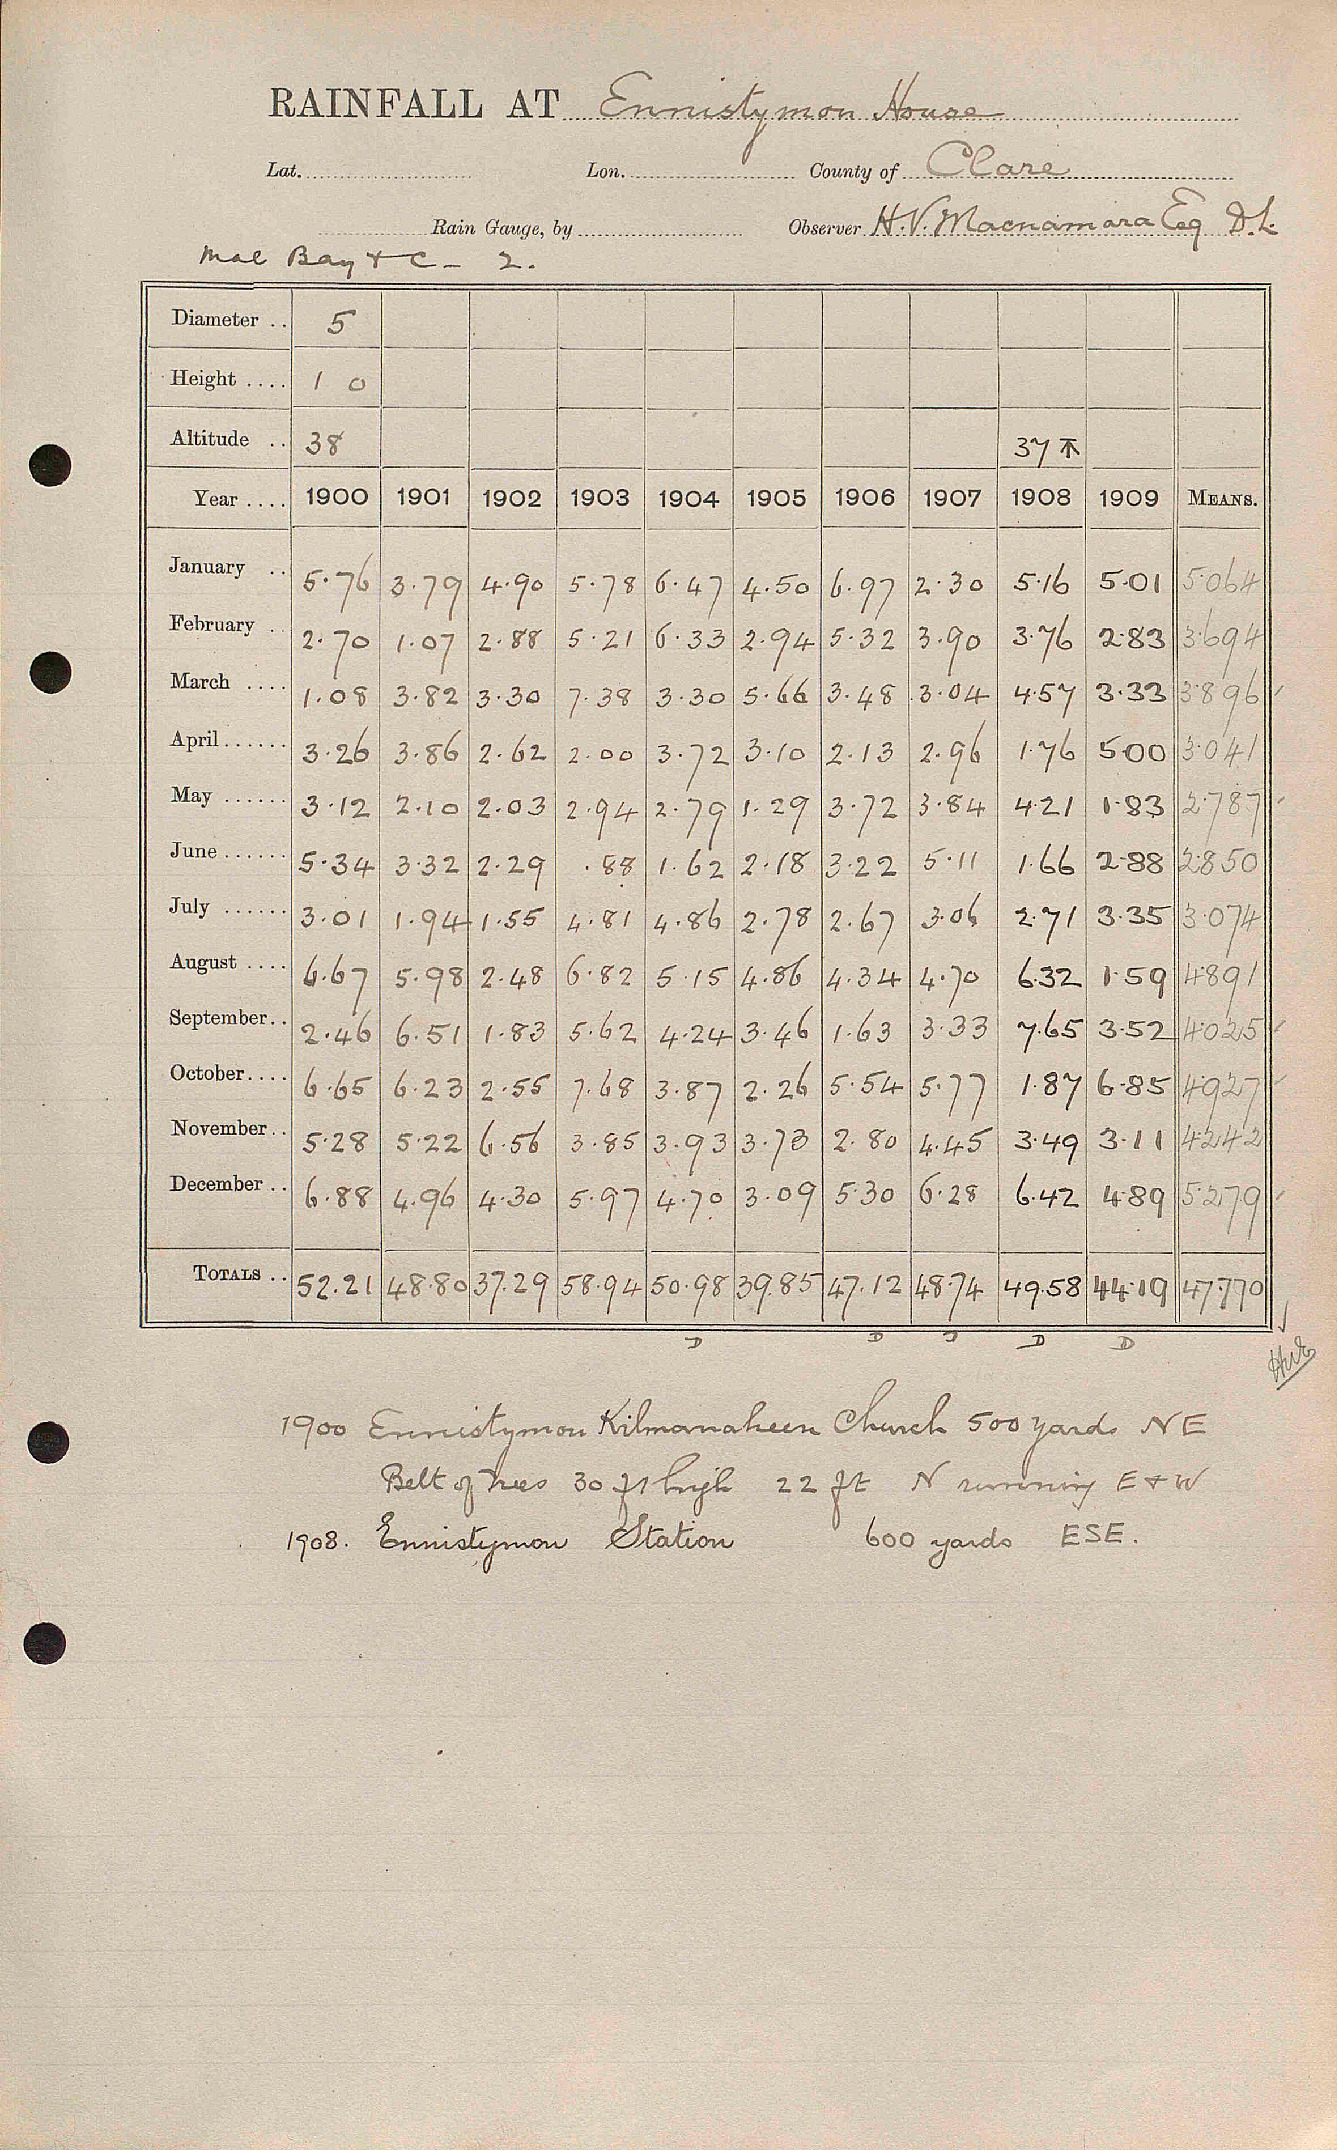 RAINFALL AT Ennistymon House
Lat. Lon. County of Clare
Rain Gauge, by Observer H.V. Macnamara Esq D.L.
Mal Bay & C – 2.
Diameter .. 5
Height .... 1 0
Altitude .. 38 37
Year .... 1900 1901 1902 1903 1904 1905 1906 1907 1908 1909 MEANS.
January .. 5.76 3.79 4.90 5.78 6.47 4.50 6.97 2.30 5.16 5.01 5.064
February .. 2.70 1.07 2.88 5.21 6.33 2.94 5.32 3.90 3.76 2.83 3.694
March .... 1.08 3.82 3.30 7.38 3.30 5.66 3.48 3.04 4.57 3.33 3.896
April ...... 3.26 3.86 2.62 2.00 3.72 3.10 2.13 2.96 1.76 5.00 3.041
May ...... 3.12 2.10 2.03 2.94 2.79 1.29 3.72 3.84 4.21 1.83 2.787
June ...... 5.34 3.32 2.29 .88 1.62 2.18 3.22 5.11 1.66 2.88 2.850
July ...... 3.01 1.94 1.55 4.81 4.86 2.78 2.67 3.06 2.71 3.35 3.074
August .... 6.67 5.98 2.48 6.82 5.15 4.86 4.34 4.70 6.32 1.59 4.891
September .. 2.46 6.51 1.83 5.62 4.24 3.46 1.63 3.33 7.65 3.52 4.025
October .... 6.65 6.23 2.55 7.68 3.87 2.26 5.54 5.77 1.87 6.85 4.927
November .. 5.28 5.22 6.56 3.85 3.93 3.73 2.80 4.45 3.49 3.11 4.242
December .. 6.88 4.96 4.30 5.97 4.70 3.09 5.30 6.28 6.42 4.89 5.279
TOTALS .. 52.21 48.80 37.29 58.94 50.98 39.85 47.12 48.74 49.58 44.19 47.770
D D D D D
1900 Ennistymon Kilmanaheen Church 500 yards NE
Belt of Trees 30 ft high 22 ft N running E & W
1908. Ennistymon Station 600 yards ESE.